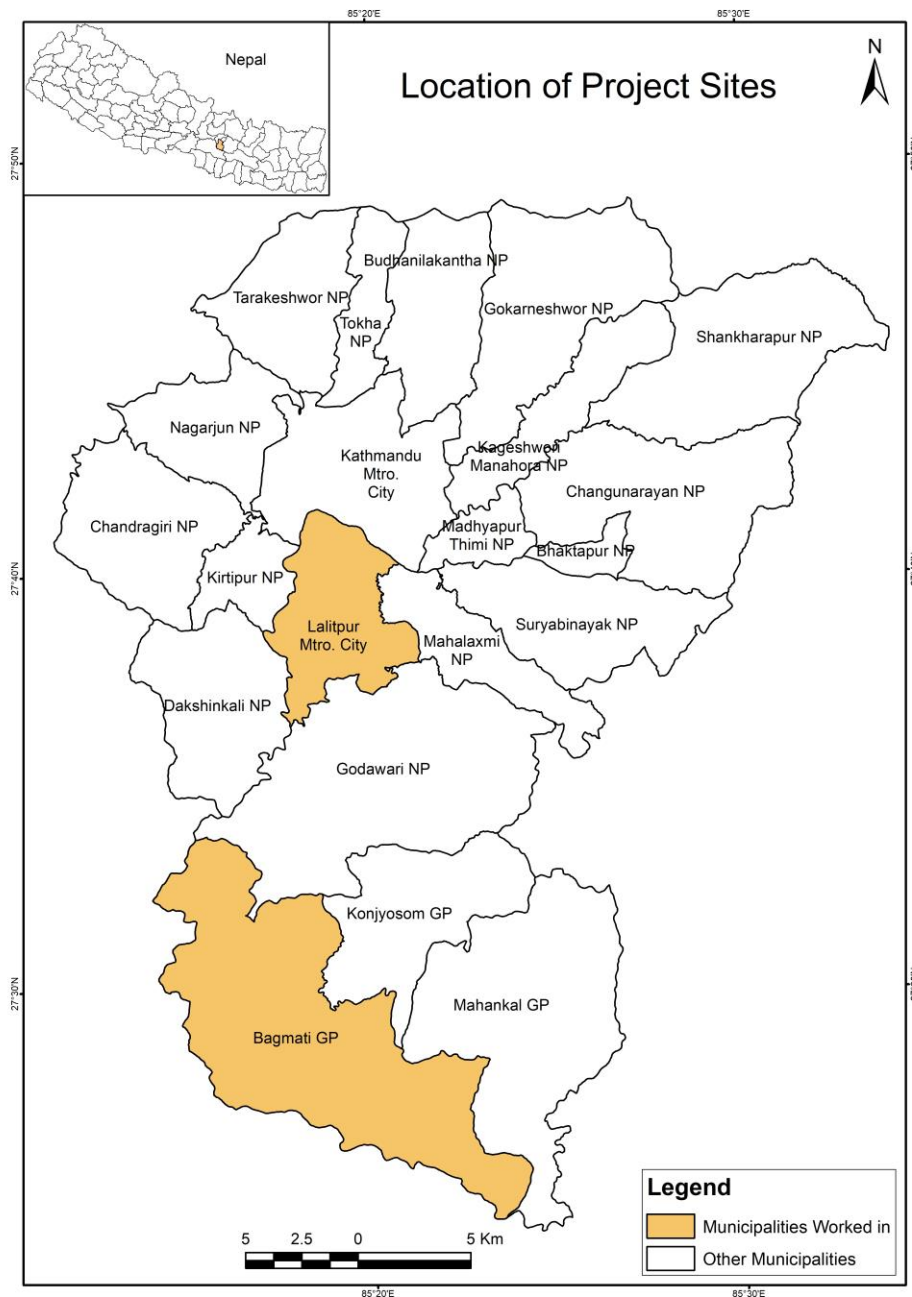 85°20'E
85°30'E
Nepal
Location of Project Sites
N
27°50'N
Budhanilakantha NP
Tarakeshwor NP
Tokha
NP
Gokarneshwor NP
Shankharapur NP
Nagarjun NP
Kathmandu
Mtro.
City
Kageshwori
Manahora NP
Changunarayan NP
Chandragiri NP
Madhyapur
Thimi NP
Bhaktapur NP
27°40'N
Kirtipur NP
Lalitpur
Mtro. City
Mahalaxmi
NP
Suryabinayak NP
Dakshinkali NP
Godawari NP
Konjyosom GP
27°30'N
Mahankal GP
Bagmati GP
Legend
Municipalities Worked in
Other Municipalities
5 2.5 0 5 Km
85°20'E
85°30'E